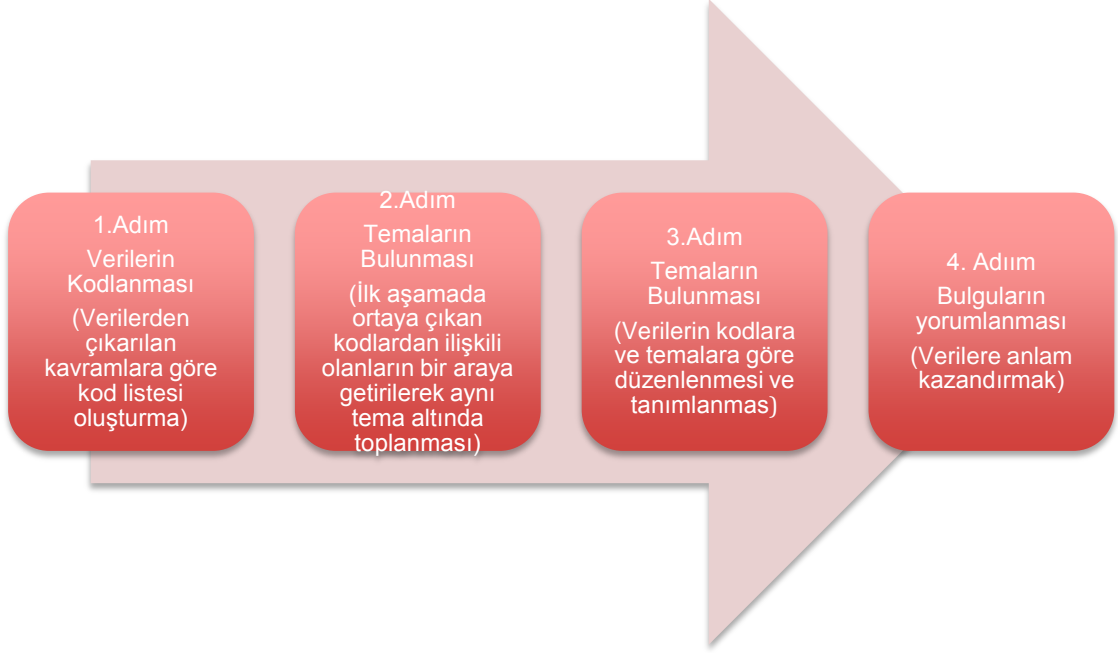 1.Adım
Verilerin
Kodlanması
(Verilerden
çıkarılan
kavramlara göre
kod listesi
oluşturma)
2.Adım
Temaların
Bulunması
(İlk aşamada
ortaya çıkan
kodlardan ilişkili
olanların bir araya
getirilerek aynı
tema altında
toplanması)
3.Adım
Temaların
Bulunması
(Verilerin kodlara
ve temalara göre
düzenlenmesi ve
tanımlanmas)
4. Adıım
Bulguların
yorumlanması
(Verilere anlam
kazandırmak)